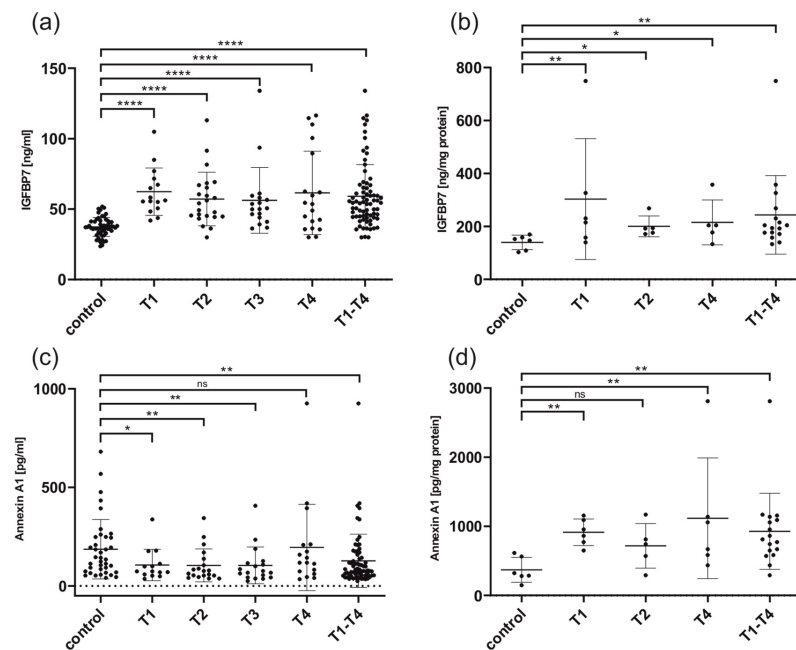 (a)
****
****
****
****
****
IGFBP7 [ng/ml]
150
100
50
0
control
T1
T2
T3
T4
T1-T4
(b)
**
*
*
**
IGFBP7 [ng/mg protein]
800
600
400
200
0
control
T1
T2
T4
T1-T4
(c)
**
ns
**
**
*
Annexin A1 [pg/ml]
1000
500
0
control
T1
T2
T3
T4
T1-T4
(d)
**
**
ns
**
Annexin A1 [pg/mg protein]
3000
2000
1000
0
control
T1
T2
T4
T1-T4